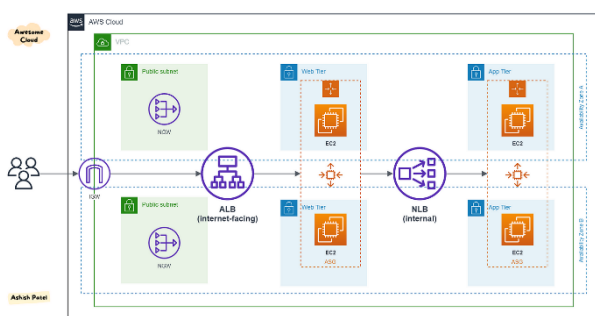 Awesome
Cloud
aws
AWS Cloud
VPC
Public subnet
NGW
Web Tier
EC2
App Tier
EC2
Availability Zone A
IGW
ALB
(internet-facing)
NLB
(internal)
Public subnet
NGW
Web Tier
EC2
ASG
App Tier
EC2
ASG
Availability Zone B
Ashish Patel